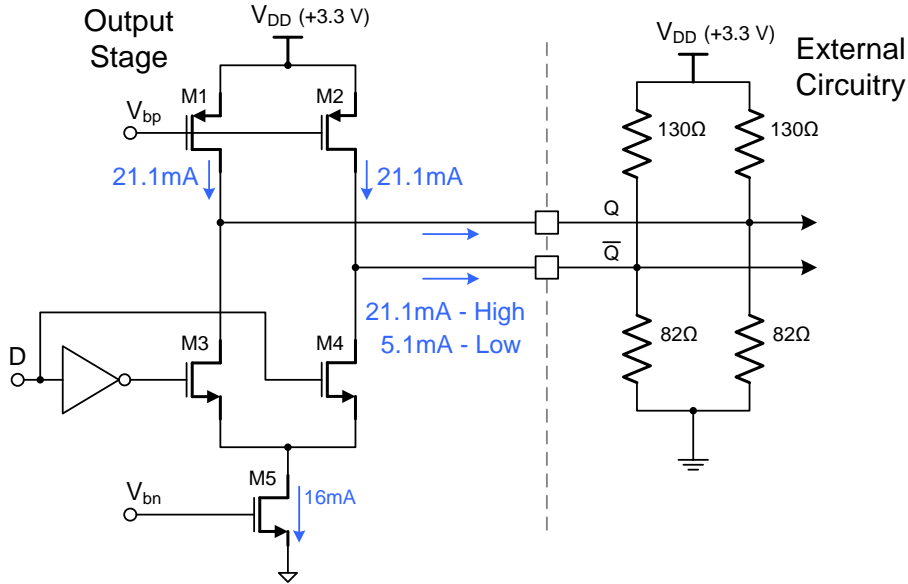 Output
Stage
V_DD (+3.3 V)
V_DD (+3.3 V)
External
Circuitry
M1
M2
V_bp
130Ω
130Ω
21.1mA
21.1mA
Q
Q̅
21.1mA - High
5.1mA - Low
M3
M4
82Ω
82Ω
D
M5
V_bn
16mA